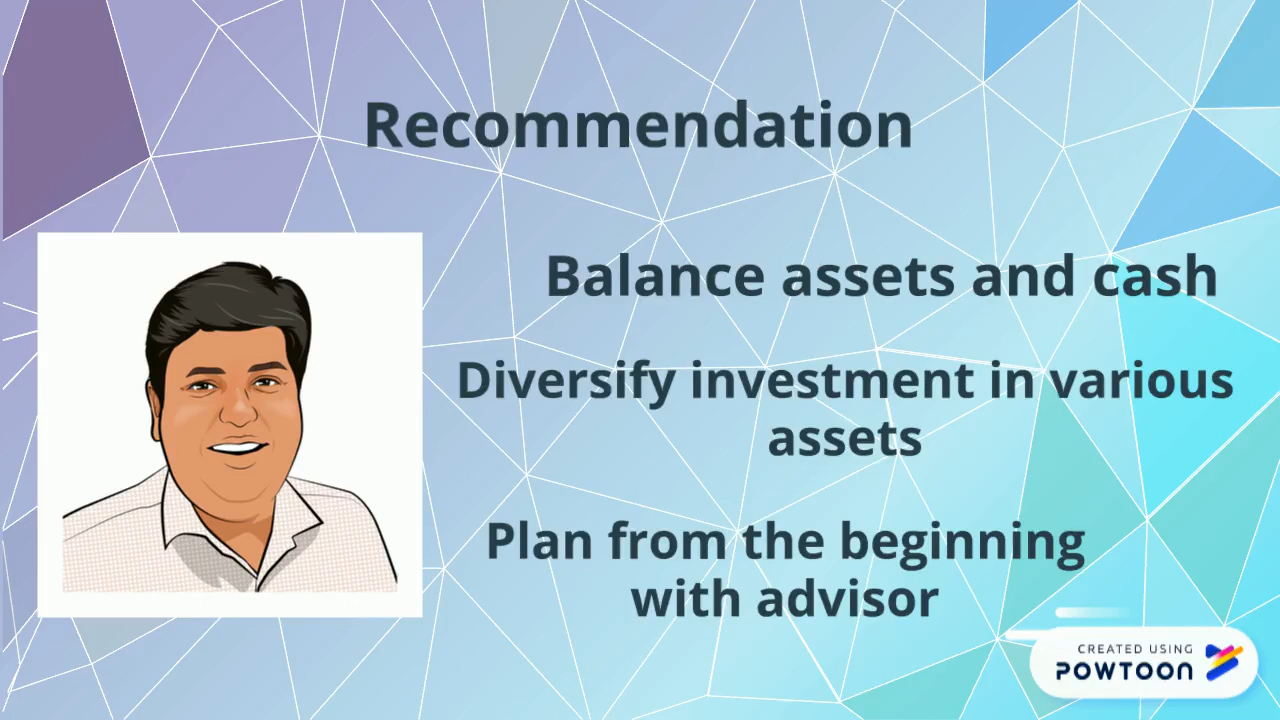 Recommendation
Balance assets and cash
Diversify investment in various
assets
Plan from the beginning
with advisor
CREATED USING
POWTOON